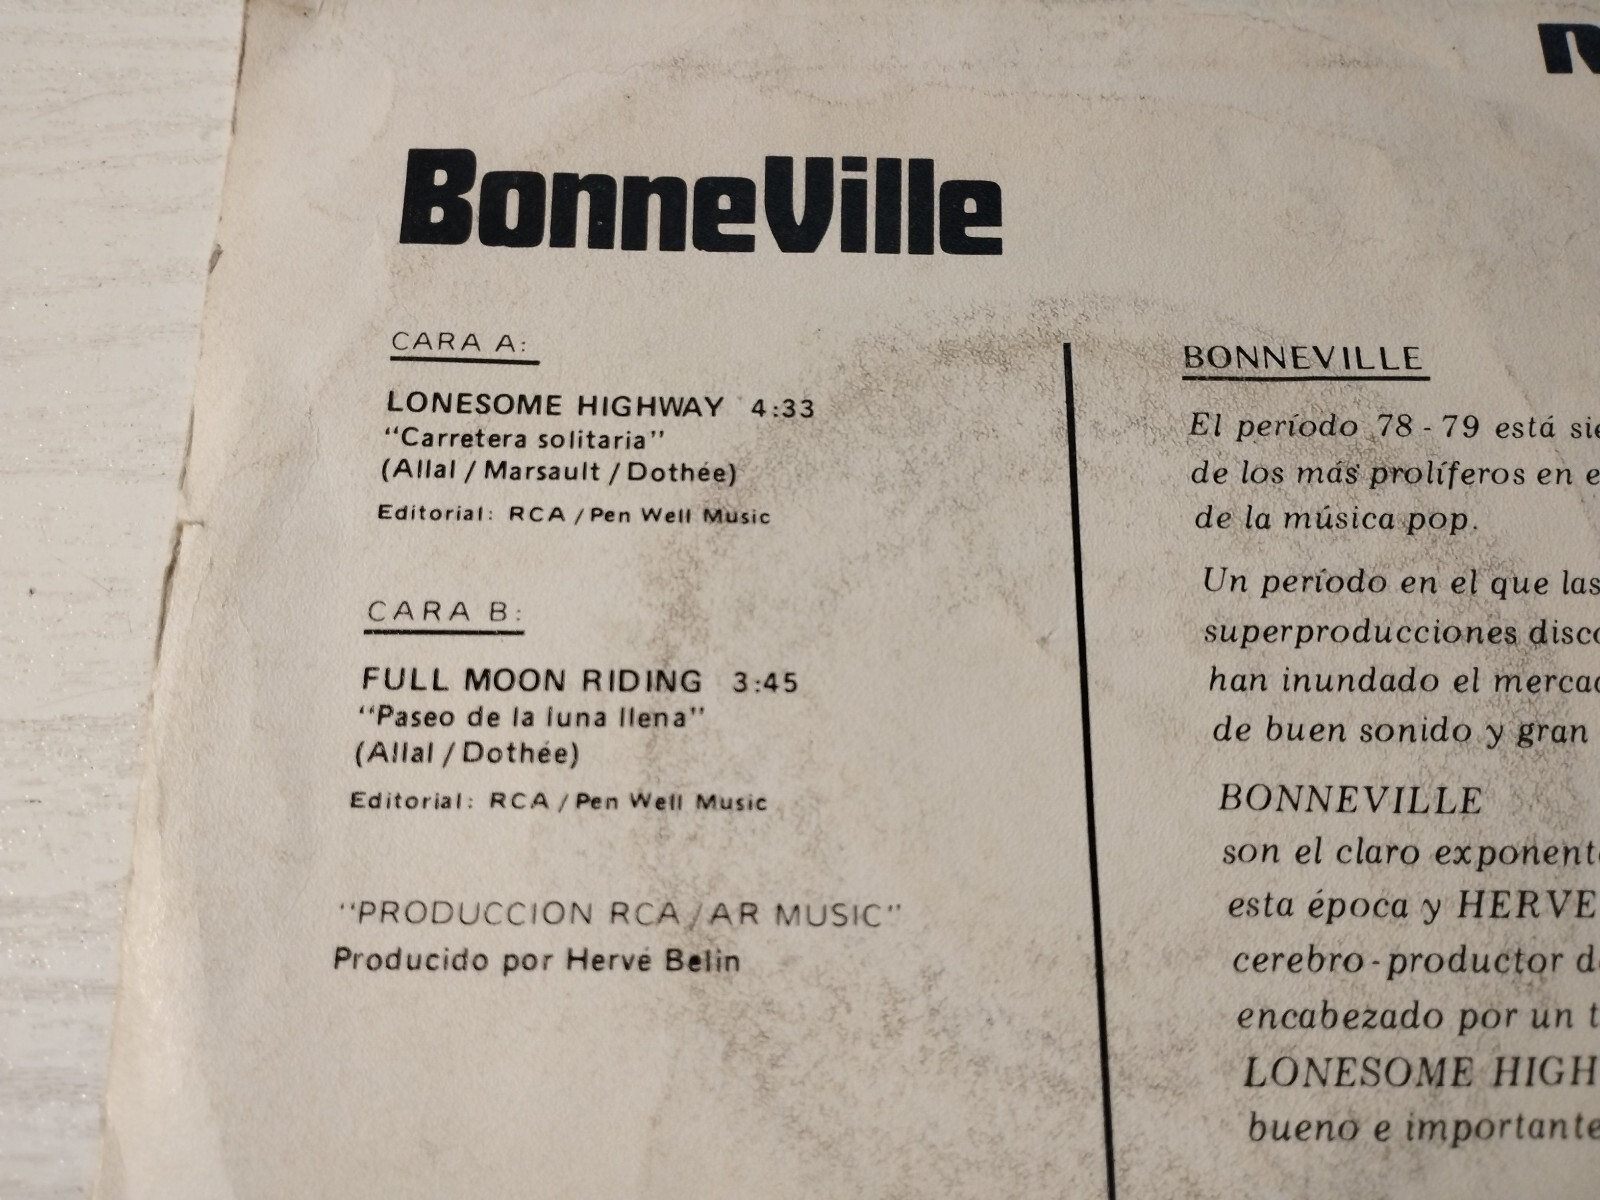 BonneVille
CARA A:
LONESOME HIGHWAY 4:33
"Carretera solitaria"
(Allal / Marsault / Dothée)
Editorial: RCA / Pen Well Music
CARA B:
FULL MOON RIDING 3:45
"Paseo de la luna llena"
(Allal / Dothée)
Editorial: RCA / Pen Well Music
"PRODUCCION RCA / AR MUSIC"
Producido por Hervé Belin
BONNEVILLE
El período 78 - 79 está
de los más prolíferos en
de la música pop.
Un período en el que las
superproducciones
han inundado el
de buen sonido y gran
BONNEVILLE
son el claro
esta época y HERVE
cerebro - productor
encabezado por un
LONESOME
bueno e